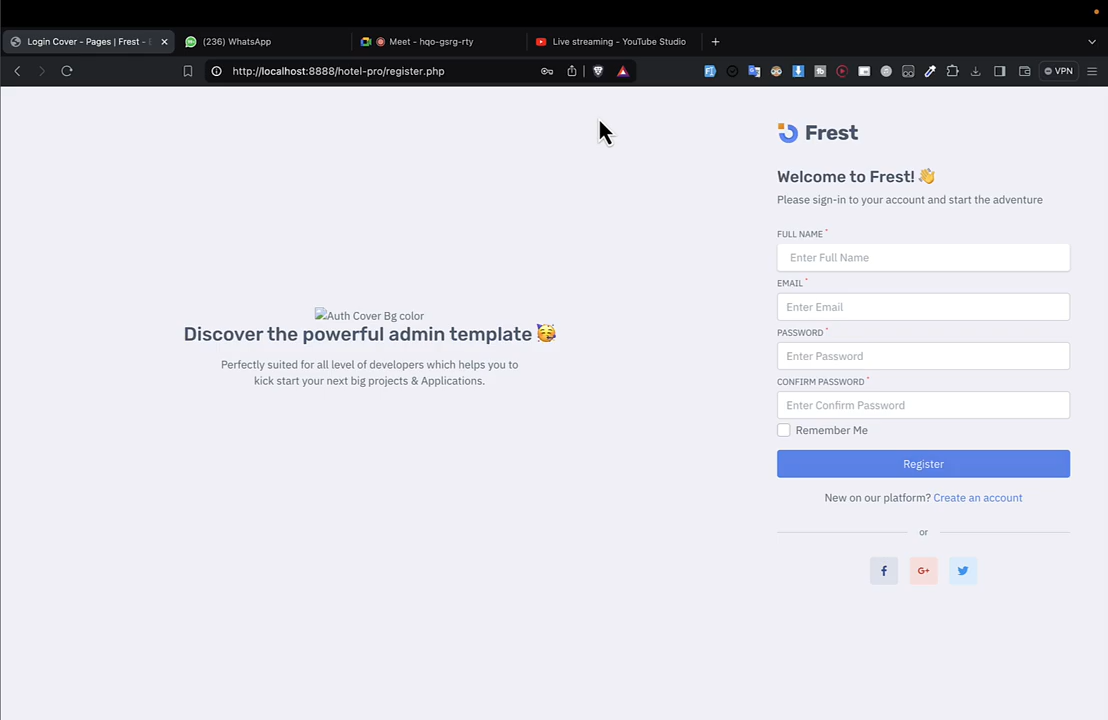 Login Cover - Pages | Frest -
(236) WhatsApp
Meet - hqo-gsrg-rty
Live streaming - YouTube Studio
http://localhost:8888/hotel-pro/register.php
VPN
Frest
Welcome to Frest! 👋
Please sign-in to your account and start the adventure
FULL NAME *
Enter Full Name
EMAIL *
Enter Email
PASSWORD *
Enter Password
CONFIRM PASSWORD *
Enter Confirm Password
Remember Me
Register
New on our platform? Create an account
or
f
G+
Auth Cover Bg color
Discover the powerful admin template 🥳
Perfectly suited for all level of developers which helps you to
kick start your next big projects & Applications.